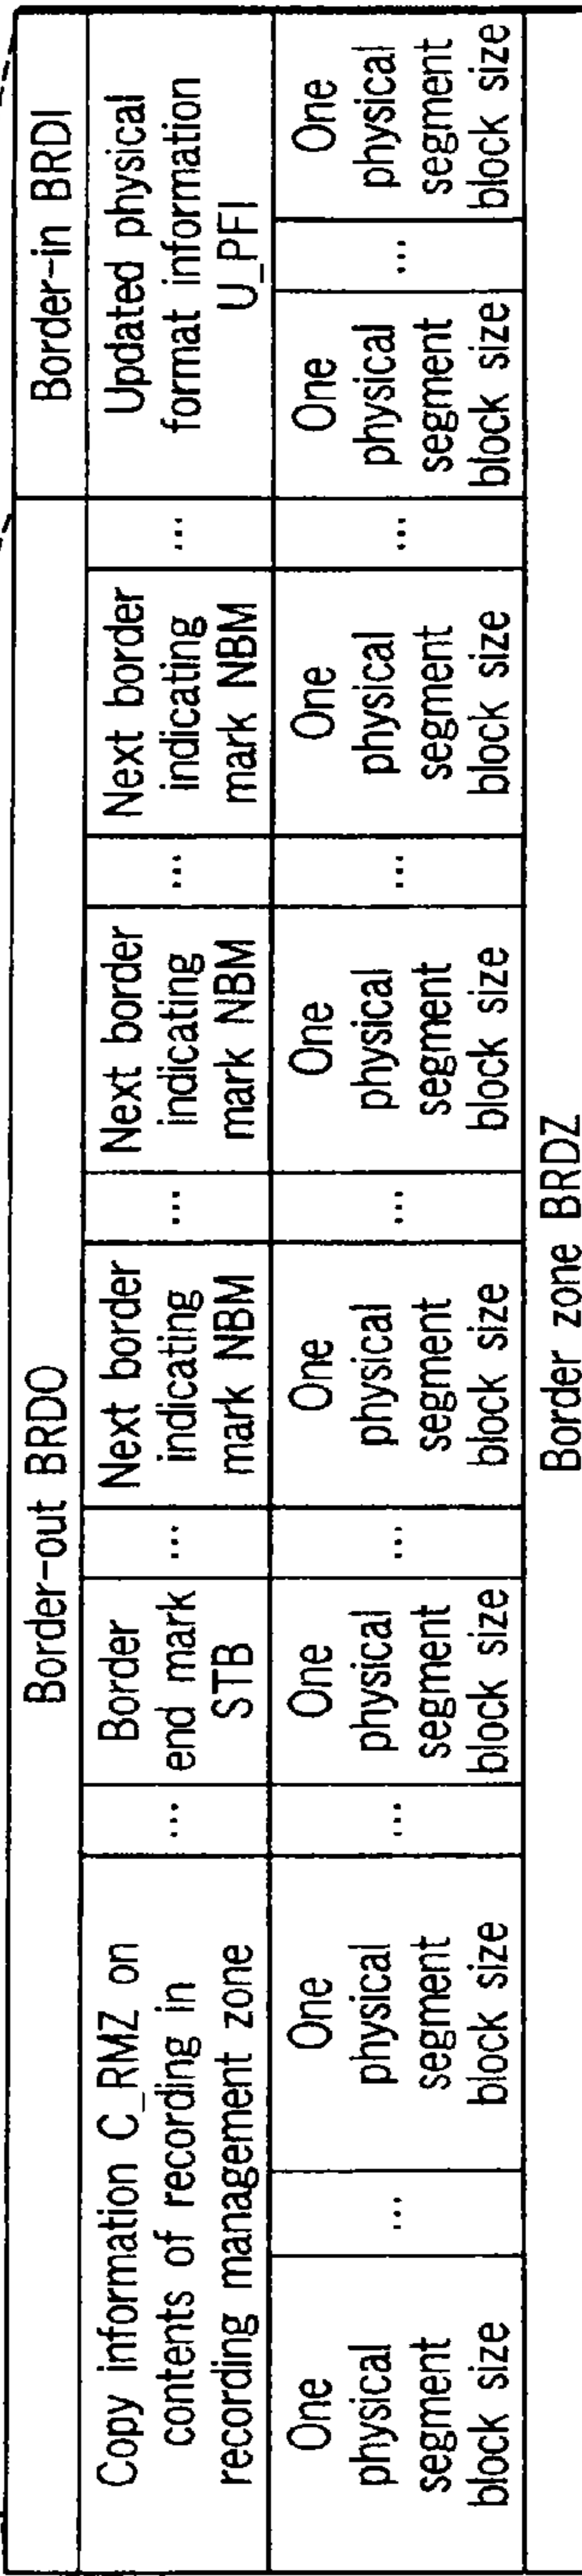 Border-out BRDO
Border-in BRDI
Copy information C_RMZ on
contents of recording in
recording management zone
...
Border
end mark
STB
...
Next border
indicating
mark NBM
...
Next border
indicating
mark NBM
...
Next border
indicating
mark NBM
...
Updated physical
format information
U_PFI
One
physical
segment
block size
...
One
physical
segment
block size
...
One
physical
segment
block size
...
One
physical
segment
block size
...
One
physical
segment
block size
...
One
physical
segment
block size
...
One
physical
segment
block size
...
One
physical
segment
block size
Border zone BRDZ